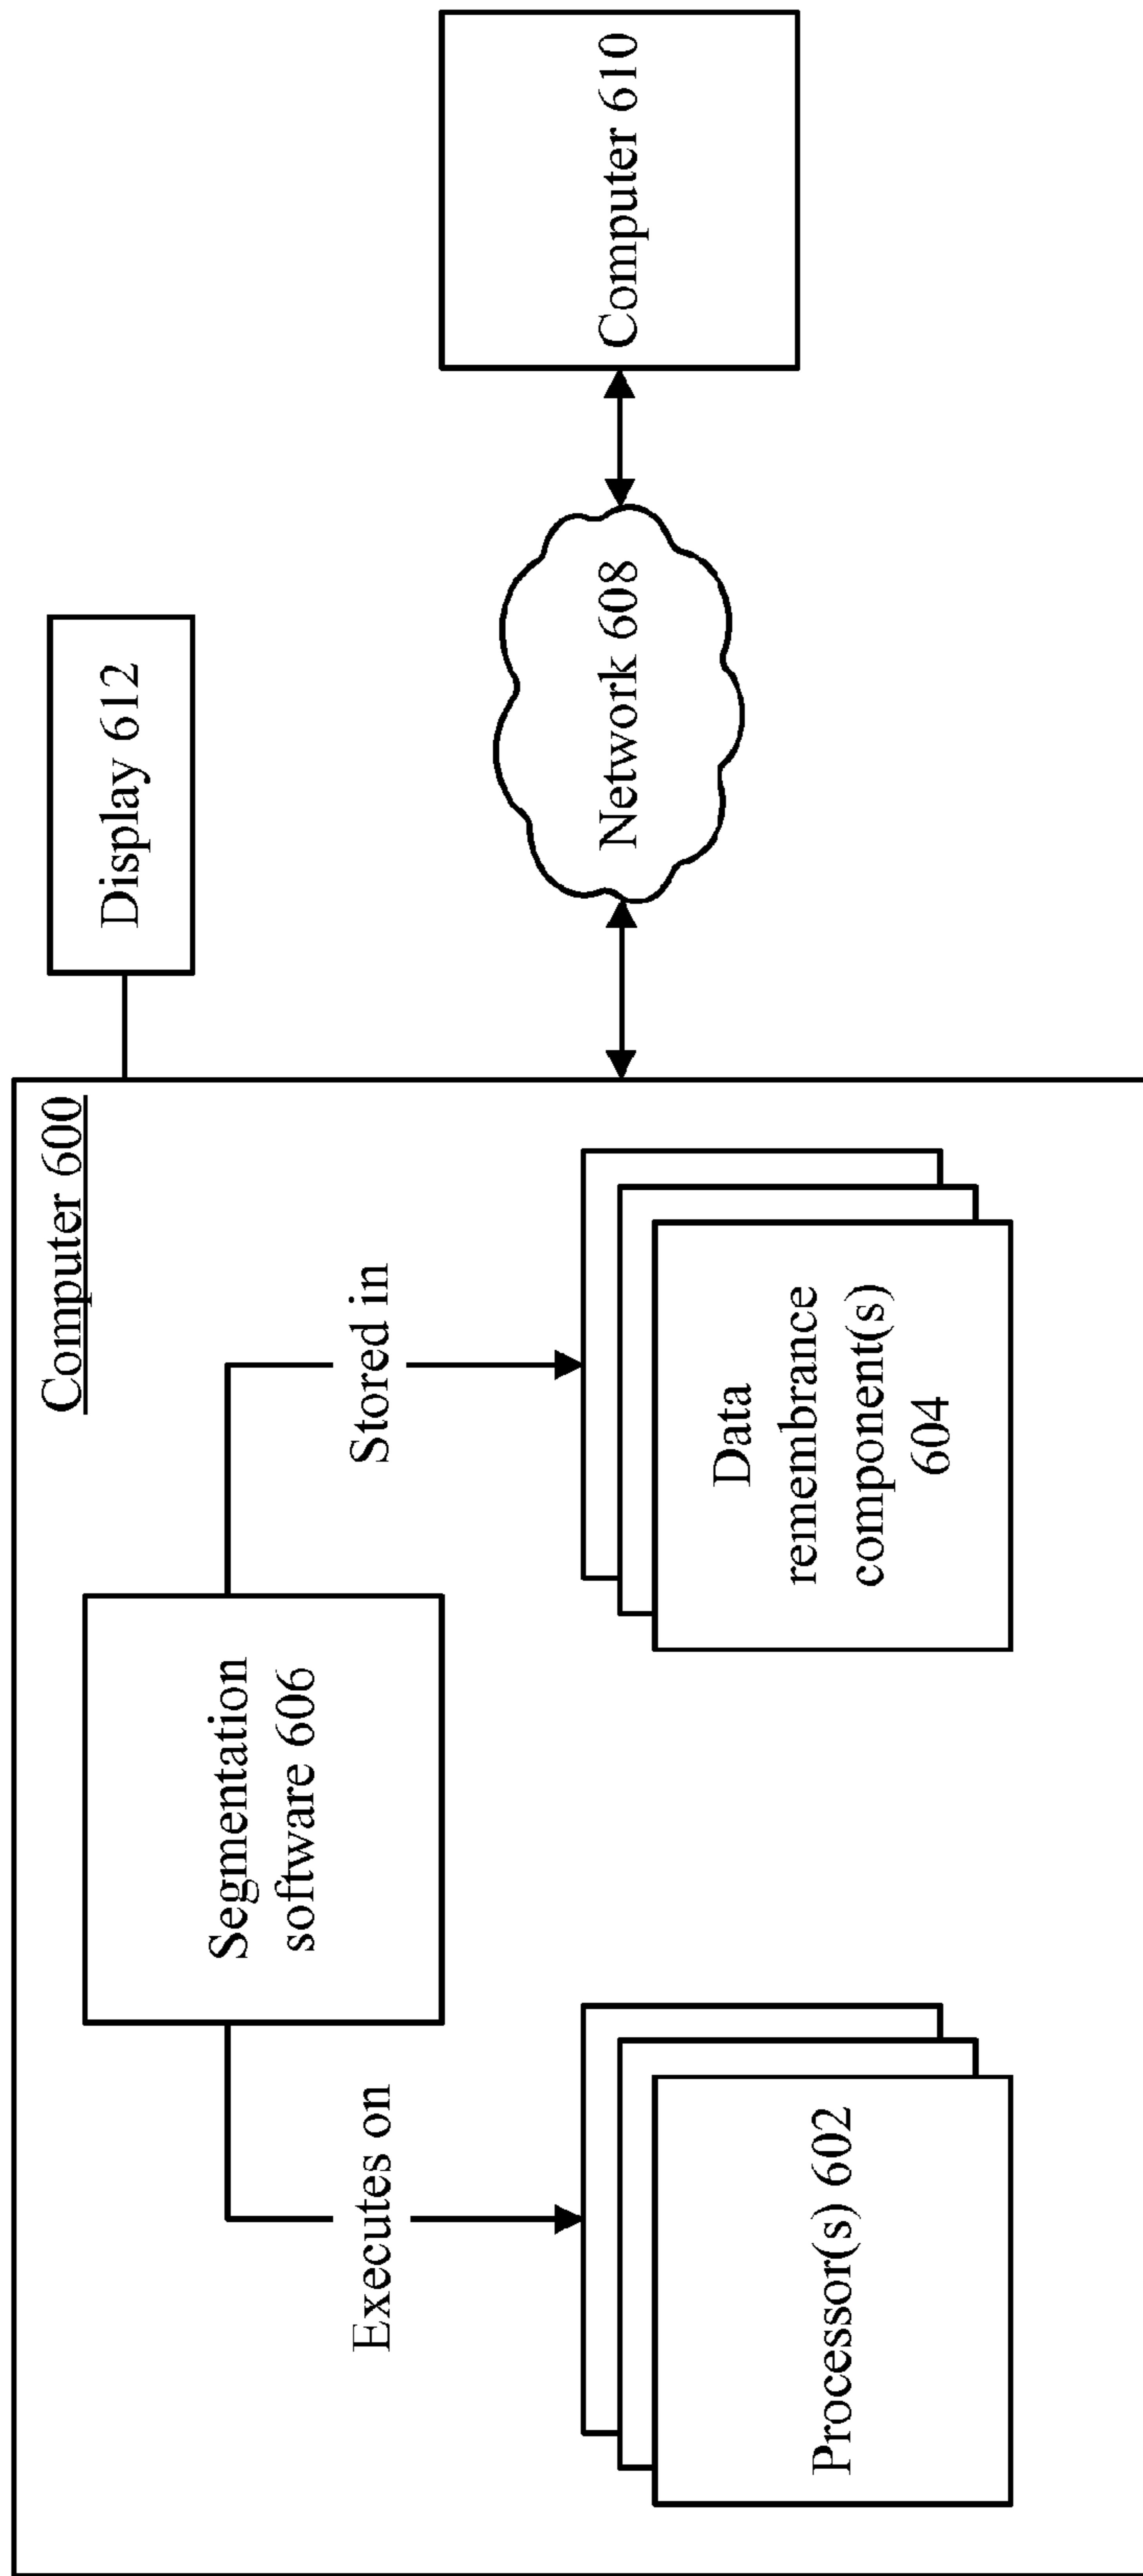 Computer 600
Segmentation
software 606
Executes on
Stored in
Processor(s) 602
Data
remembrance
component(s)
604
Display 612
Network 608
Computer 610